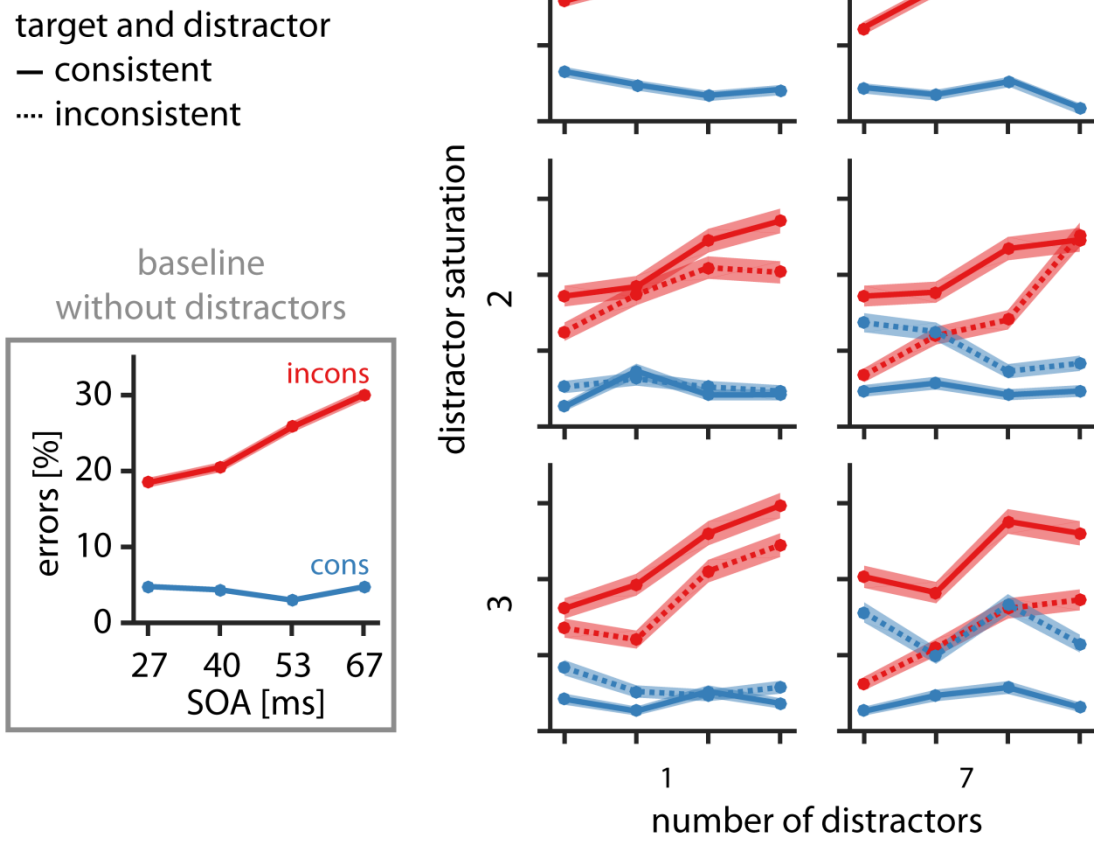 target and distractor
consistent
inconsistent
baseline
without distractors
incons
cons
errors [%]
30
20
10
0
27 40 53 67
SOA [ms]
distractor saturation
2
3
1 7
number of distractors